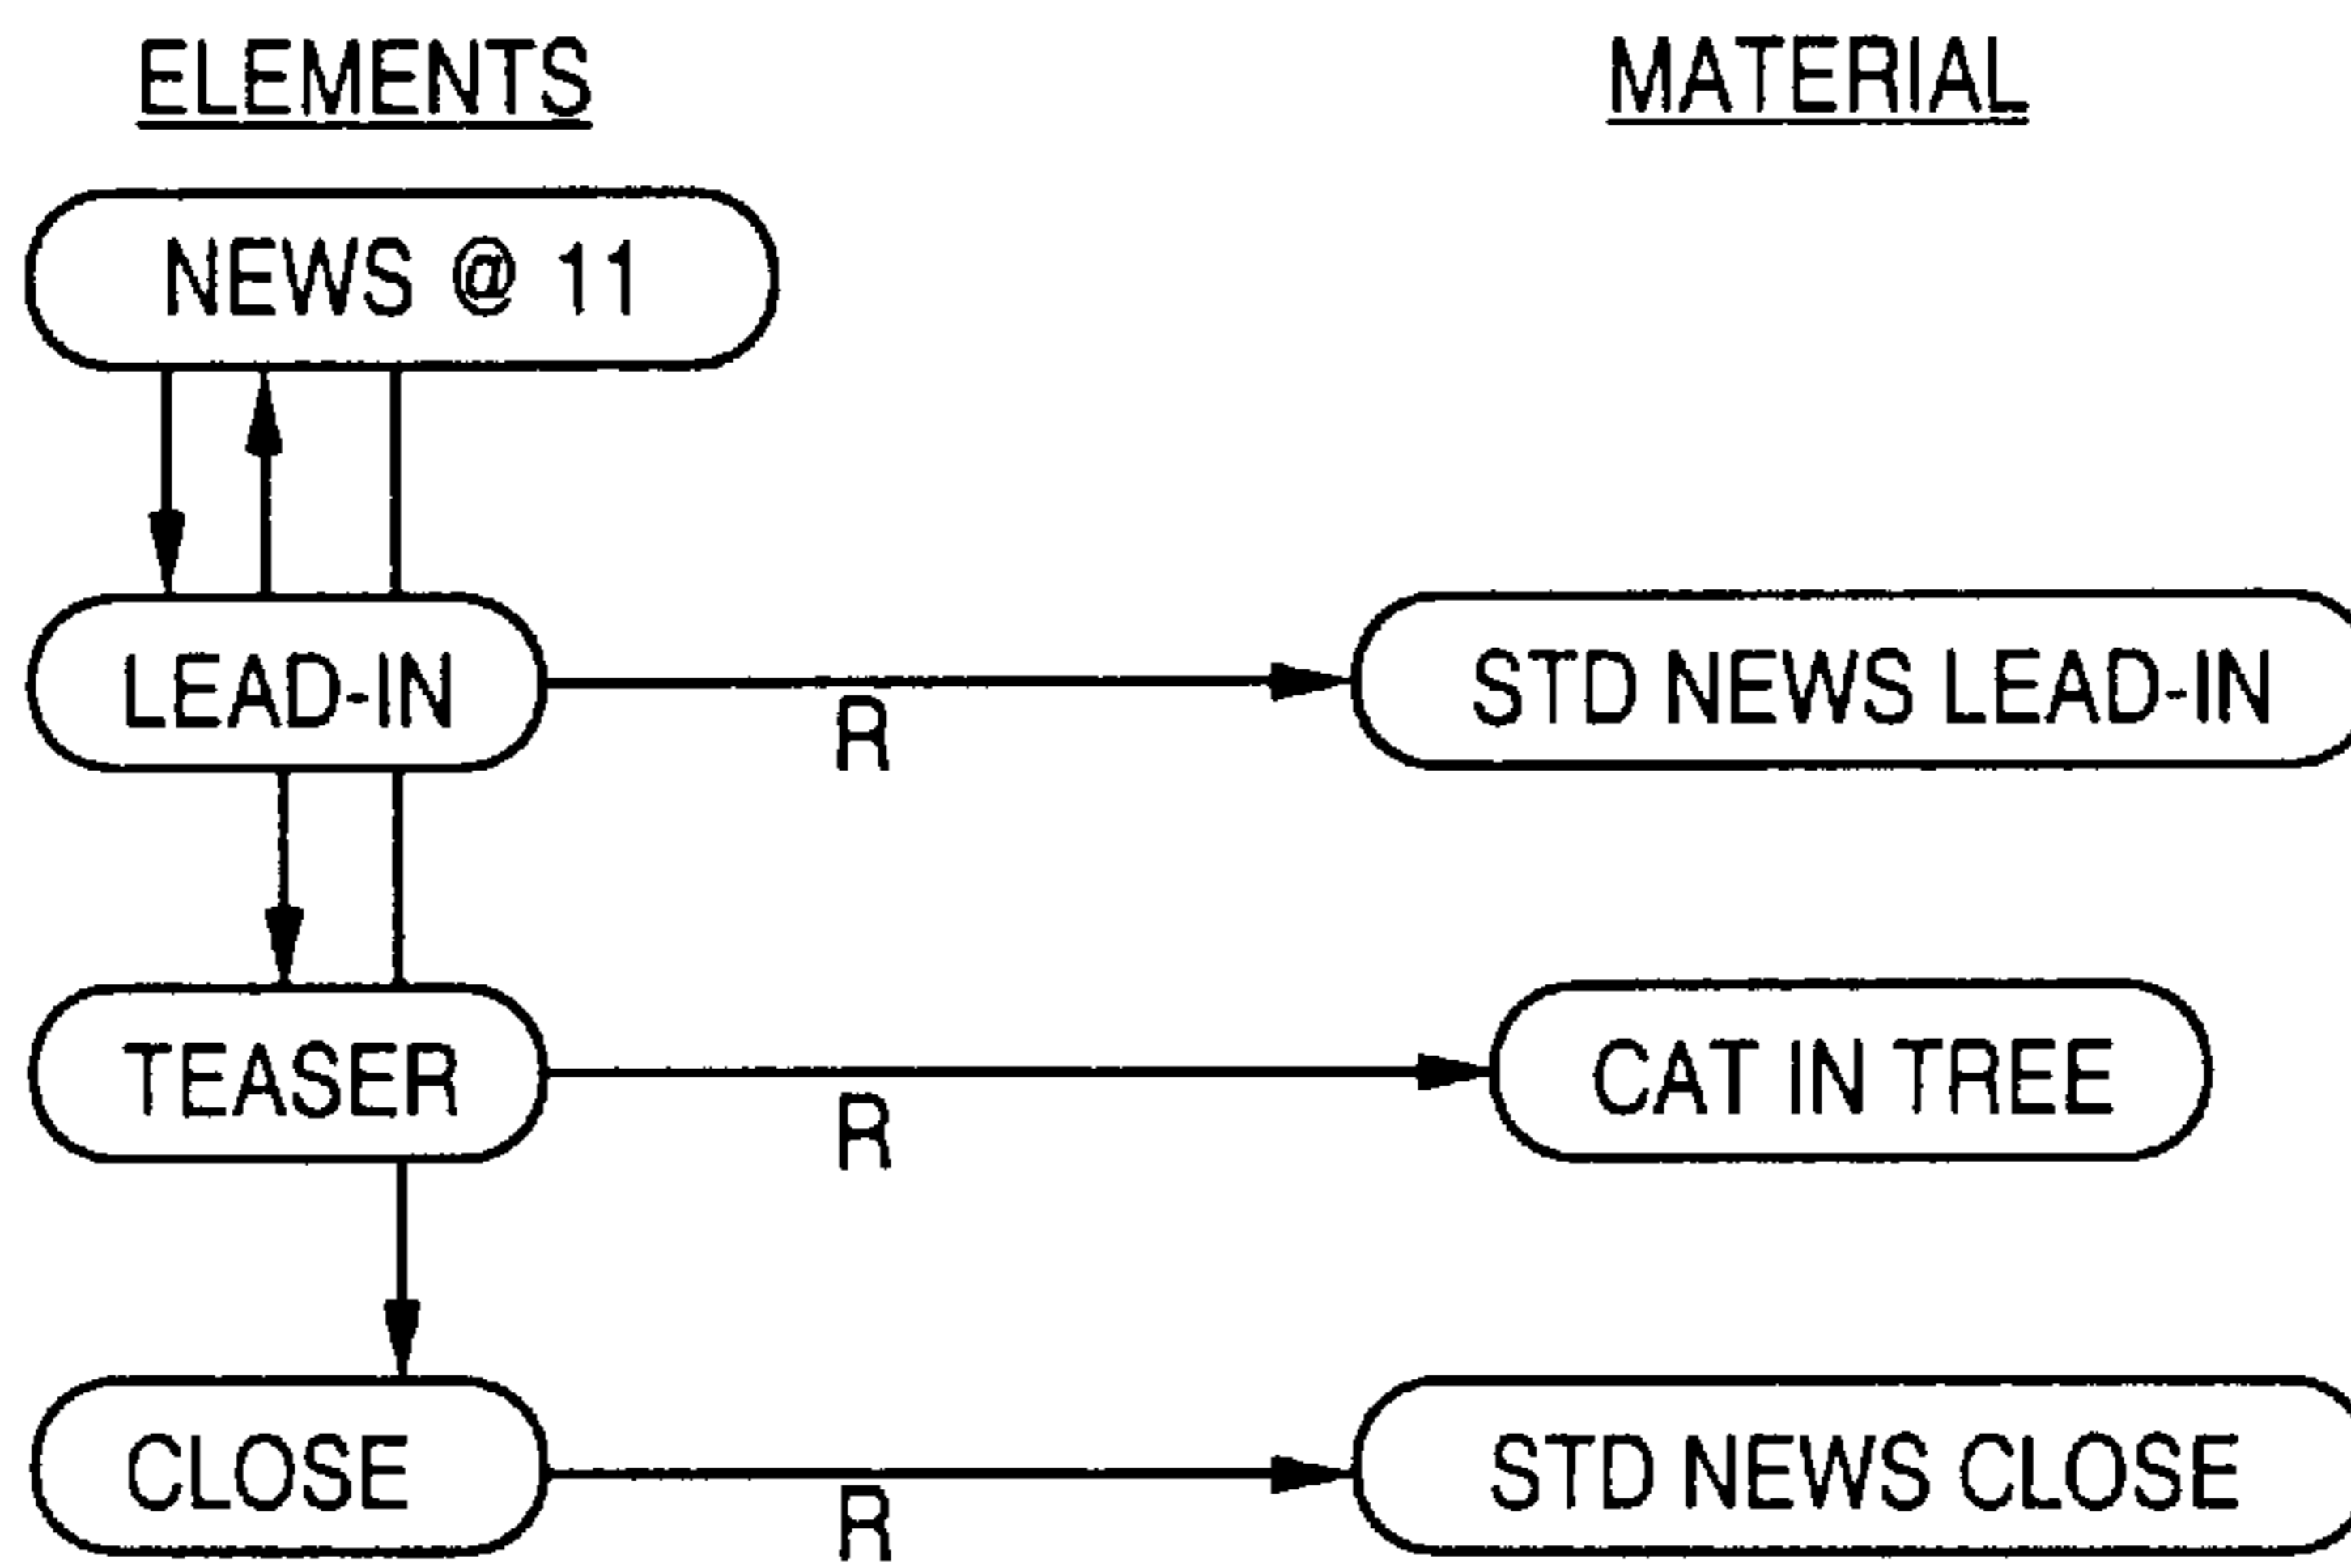 ELEMENTS
MATERIAL
NEWS @ 11
LEAD-IN
R
STD NEWS LEAD-IN
TEASER
R
CAT IN TREE
CLOSE
R
STD NEWS CLOSE